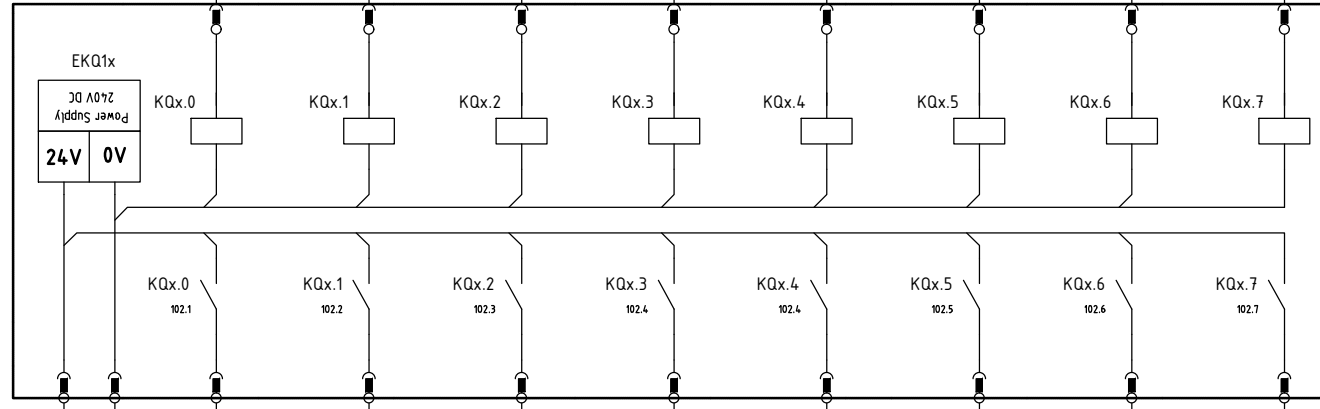 EKQ1x
Power Supply
240V DC
24V 0V
KQx.0 KQx.1 KQx.2 KQx.3 KQx.4 KQx.5 KQx.6 KQx.7
KQx.0 KQx.1 KQx.2 KQx.3 KQx.4 KQx.5 KQx.6 KQx.7
102.1 102.2 102.3 102.4 102.4 102.5 102.6 102.7